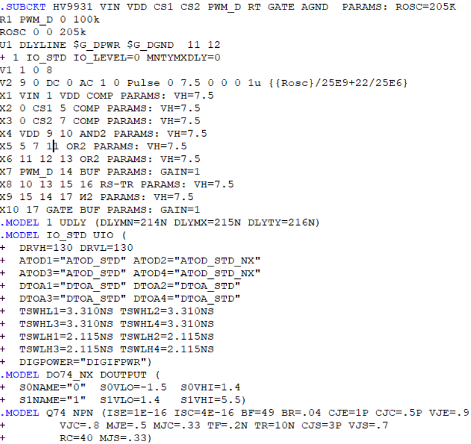 .SUBCKT HV9931 VIN VDD CS1 CS2 PWM_D RT GATE AGND  PARAMS: ROSC=205K
R1 PWM_D 0 100k
ROSC 0 0 205k
U1 DLYLINE $G_DPWR $G_DGND  11 12
+ 1 IO_STD IO_LEVEL=0 MNTYMXDLY=0
V1 1 0 8
V2 9 0 DC 0 AC 1 0 Pulse 0 7.5 0 0 0 1u {{Rosc}/25E9+22/25E6}
X1 VIN 1 VDD COMP PARAMS: VH=7.5
X2 0 CS1 5 COMP PARAMS: VH=7.5
X3 0 CS2 7 COMP PARAMS: VH=7.5
X4 VDD 9 10 AND2 PARAMS: VH=7.5
X5 5 7 11 OR2 PARAMS: VH=7.5
X6 11 12 13 OR2 PARAMS: VH=7.5
X7 PWM_D 14 BUF PARAMS: GAIN=1
X8 10 13 15 16 RS-TR PARAMS: VH=7.5
X9 15 14 17 И2 PARAMS: VH=7.5
X10 17 GATE BUF PARAMS: GAIN=1
.MODEL 1 UDLY (DLYMN=214N DLYMX=215N DLYTY=216N)
.MODEL IO_STD UIO (
+  DRVH=130 DRVL=130
+  ATOD1="ATOD_STD" ATOD2="ATOD_STD_NX"
+  ATOD3="ATOD_STD" ATOD4="ATOD_STD_NX"
+  DTOA1="DTOA_STD" DTOA2="DTOA_STD"
+  DTOA3="DTOA_STD" DTOA4="DTOA_STD"
+  TSWHL1=3.310NS TSWHL2=3.310NS
+  TSWHL3=3.310NS TSWHL4=3.310NS
+  TSWLH1=2.115NS TSWLH2=2.115NS
+  TSWLH3=2.115NS TSWLH4=2.115NS
+  DIGPOWER="DIGIFPWR")
.MODEL DO74_NX DOUTPUT (
+  S0NAME="0"  S0VLO=-1.5  S0VHI=1.4
+  S1NAME="1"  S1VLO=1.4   S1VHI=5.5)
.MODEL Q74 NPN (ISE=1E-16 ISC=4E-16 BF=49 BR=.04 CJE=1P CJC=.5P VJE=.9
+      VJC=.8 MJE=.5 MJC=.33 TF=.2N TR=10N CJS=3P VJS=.7
+      RC=40 MJS=.33)